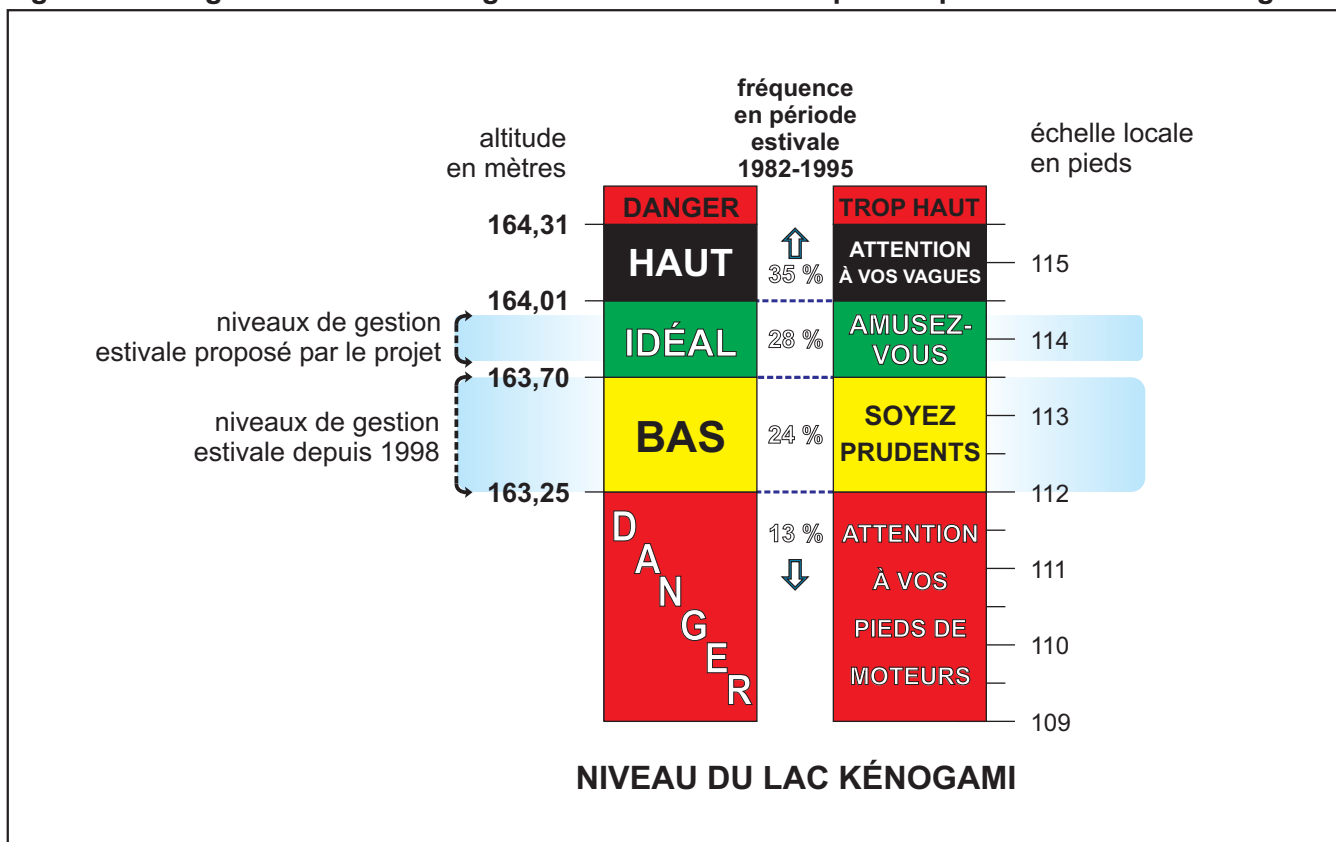 fréquence
en période
estivale
1982-1995
altitude
en mètres
échelle locale
en pieds
DANGER
TROP HAUT
164,31
HAUT
35 %
ATTENTION
À VOS VAGUES
115
164,01
niveaux de gestion
estivale proposé par le projet
IDÉAL
28 %
AMUSEZ-
VOUS
114
163,70
niveaux de gestion
estivale depuis 1998
BAS
24 %
SOYEZ
PRUDENTS
113
163,25
112
DANGER
13 %
ATTENTION
À VOS
PIEDS DE
MOTEURS
111
110
109
NIVEAU DU LAC KÉNOGAMI